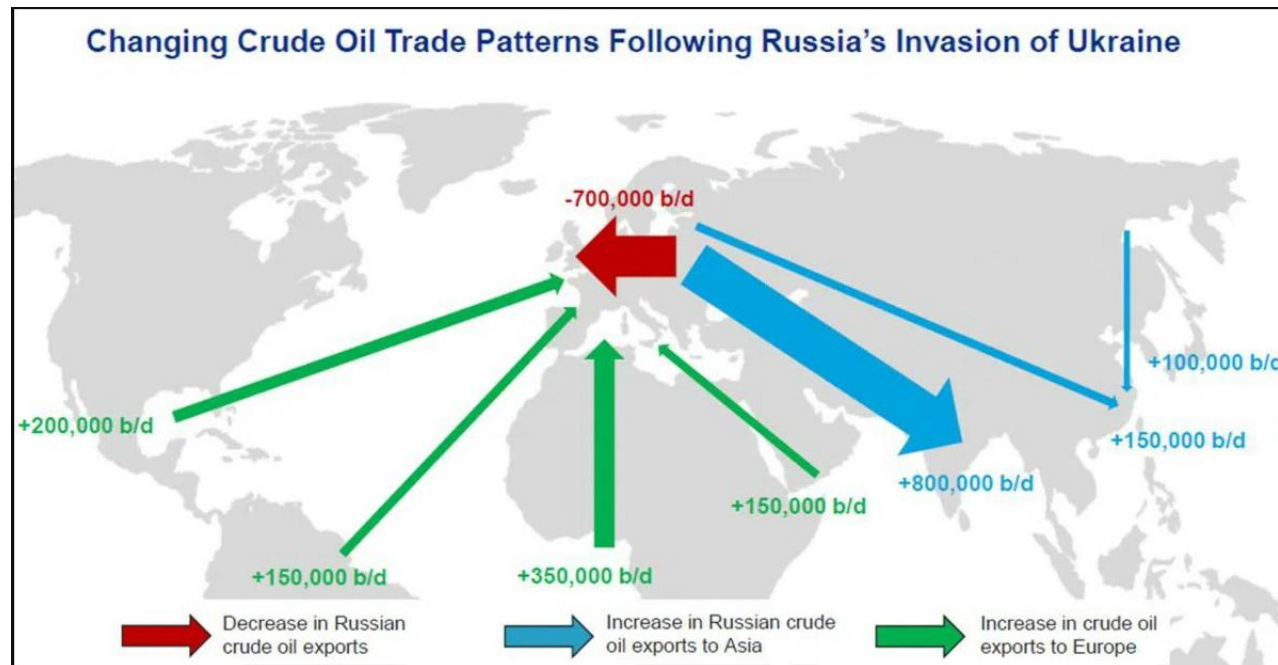 Changing Crude Oil Trade Patterns Following Russia's Invasion of Ukraine
-700,000 b/d
+100,000 b/d
+200,000 b/d
+150,000 b/d
+800,000 b/d
+150,000 b/d
+150,000 b/d
+350,000 b/d
Decrease in Russian
crude oil exports
Increase in Russian crude
oil exports to Asia
Increase in crude oil
exports to Europe